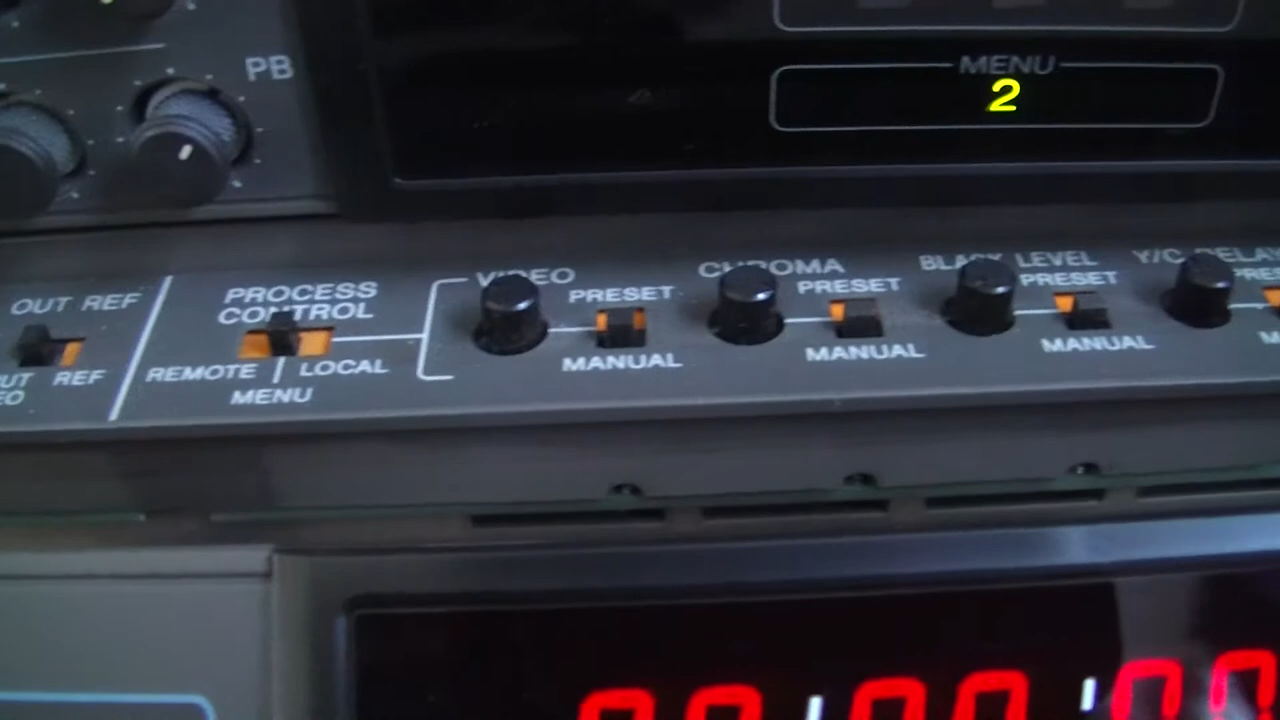 PB
MENU
2
OUT REF
REF
PROCESS
CONTROL
REMOTE
LOCAL
MENU
VIDEO
PRESET
MANUAL
CHROMA
PRESET
MANUAL
BLACK LEVEL
PRESET
MANUAL
Y/C DELAY